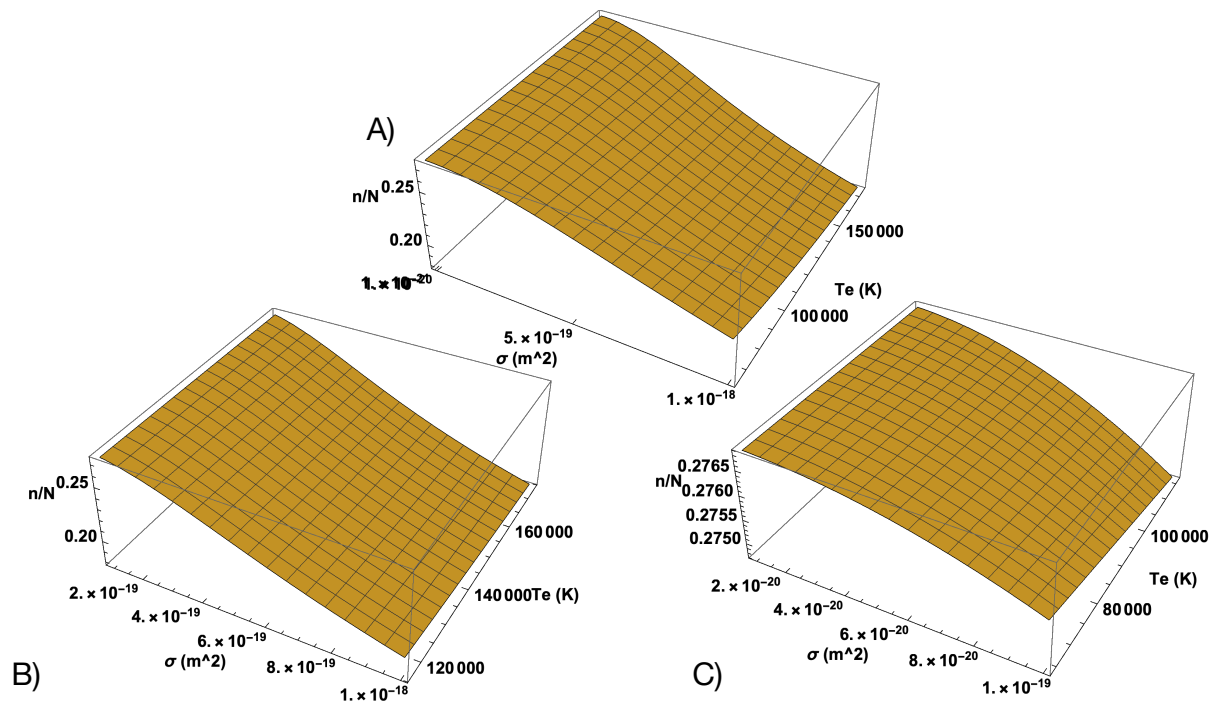 A)
n/N
0.25
0.20
5.×10⁻¹⁹
1.×10⁻¹⁸
σ (m^2)
150 000
100 000
Te (K)
B)
n/N
0.25
0.20
2.×10⁻¹⁹
4.×10⁻¹⁹
6.×10⁻¹⁹
8.×10⁻¹⁹
1.×10⁻¹⁸
σ (m^2)
160 000
140 000
120 000
Te (K)
C)
n/N
0.2765
0.2760
0.2755
0.2750
2.×10⁻²⁰
4.×10⁻²⁰
6.×10⁻²⁰
8.×10⁻²⁰
1.×10⁻¹⁹
σ (m^2)
100 000
80 000
Te (K)